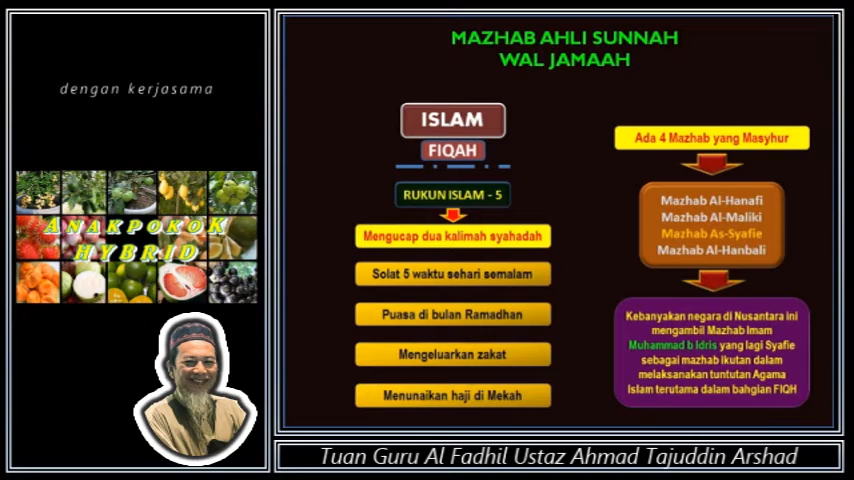 dengan kerjasama
ANAKPOKOK
HYBRID
MAZHAB AHLI SUNNAH
WAL JAMAAH
ISLAM
FIQAH
RUKUN ISLAM - 5
Mengucap dua kalimah syahadah
Solat 5 waktu sehari semalam
Puasa di bulan Ramadhan
Mengeluarkan zakat
Menunaikan haji di Mekah
Ada 4 Mazhab yang Masyhur
Mazhab Al-Hanafi
Mazhab Al-Maliki
Mazhab As-Syafie
Mazhab Al-Hanbali
Kebanyakan negara di Nusantara ini
mengambil Mazhab Imam
Muhammad b Idris yang lagi Syafie
sebagai mazhab ikutan dalam
melaksanakan tuntutan Agama
Islam terutama dalam bahgian FIQH
Tuan Guru Al Fadhil Ustaz Ahmad Tajuddin Arshad